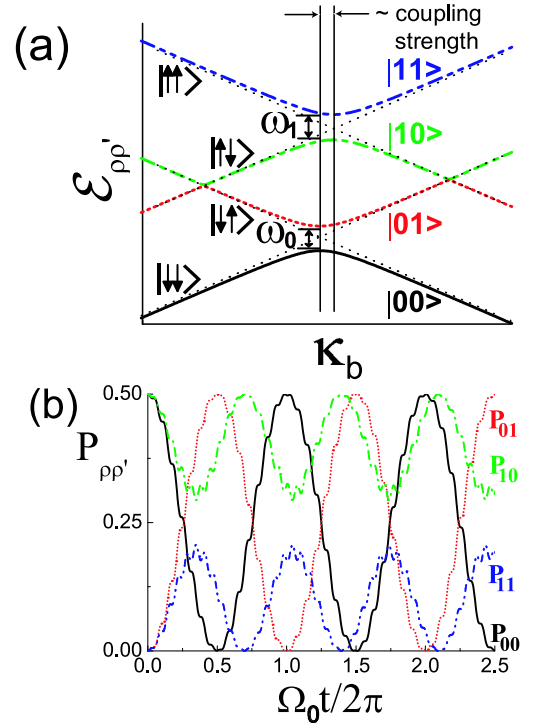 (a)
~ coupling
strength
|↑↑>
|11>
ω1
|↑↓>
|10>
ℰρρ'
|↓↑>
ω0
|01>
|↓↓>
|00>
κb
(b)
0.50
P01
Pρρ'
P10
0.25
P11
P00
0.00
0.0 0.5 1.0 1.5 2.0 2.5
Ω0t/2π